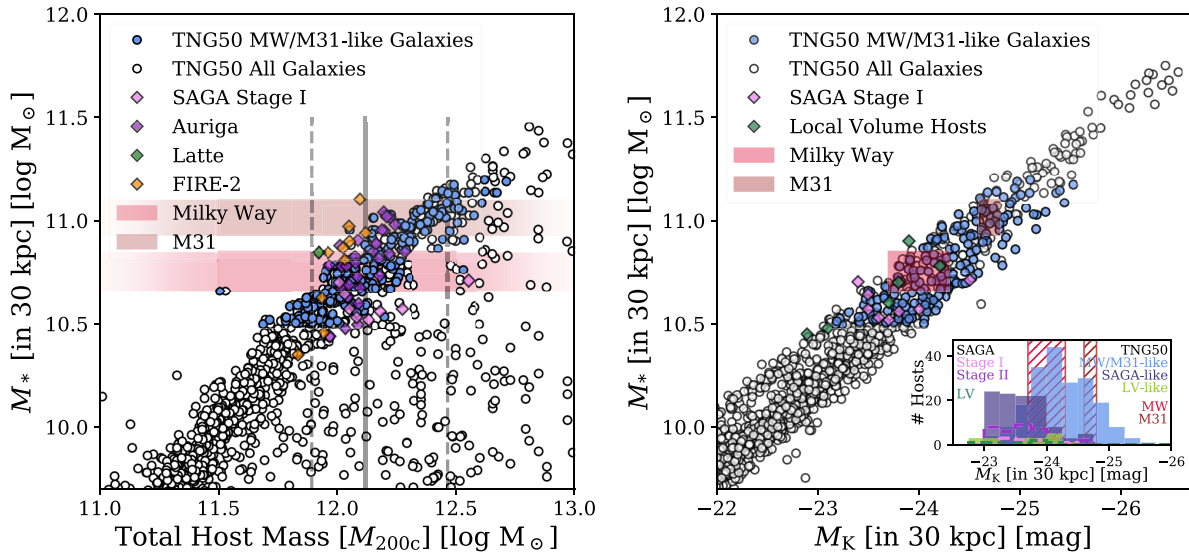 12.0
11.5
11.0
10.5
10.0
M* [in 30 kpc] [log M⊙]
TNG50 MW/M31-like Galaxies
TNG50 All Galaxies
SAGA Stage I
Auriga
Latte
FIRE-2
Milky Way
M31
11.0 11.5 12.0 12.5 13.0
Total Host Mass [M200c] [log M⊙]
12.0
11.5
11.0
10.5
10.0
M* [in 30 kpc] [log M⊙]
TNG50 MW/M31-like Galaxies
TNG50 All Galaxies
SAGA Stage I
Local Volume Hosts
Milky Way
M31
−22 −23 −24 −25 −26
MK [in 30 kpc] [mag]
40
20
0
# Hosts
SAGA
Stage I
Stage II
LV
TNG50
MW/M31-like
SAGA-like
LV-like
MW
M31
−23 −24 −25 −26
MK [in 30 kpc] [mag]